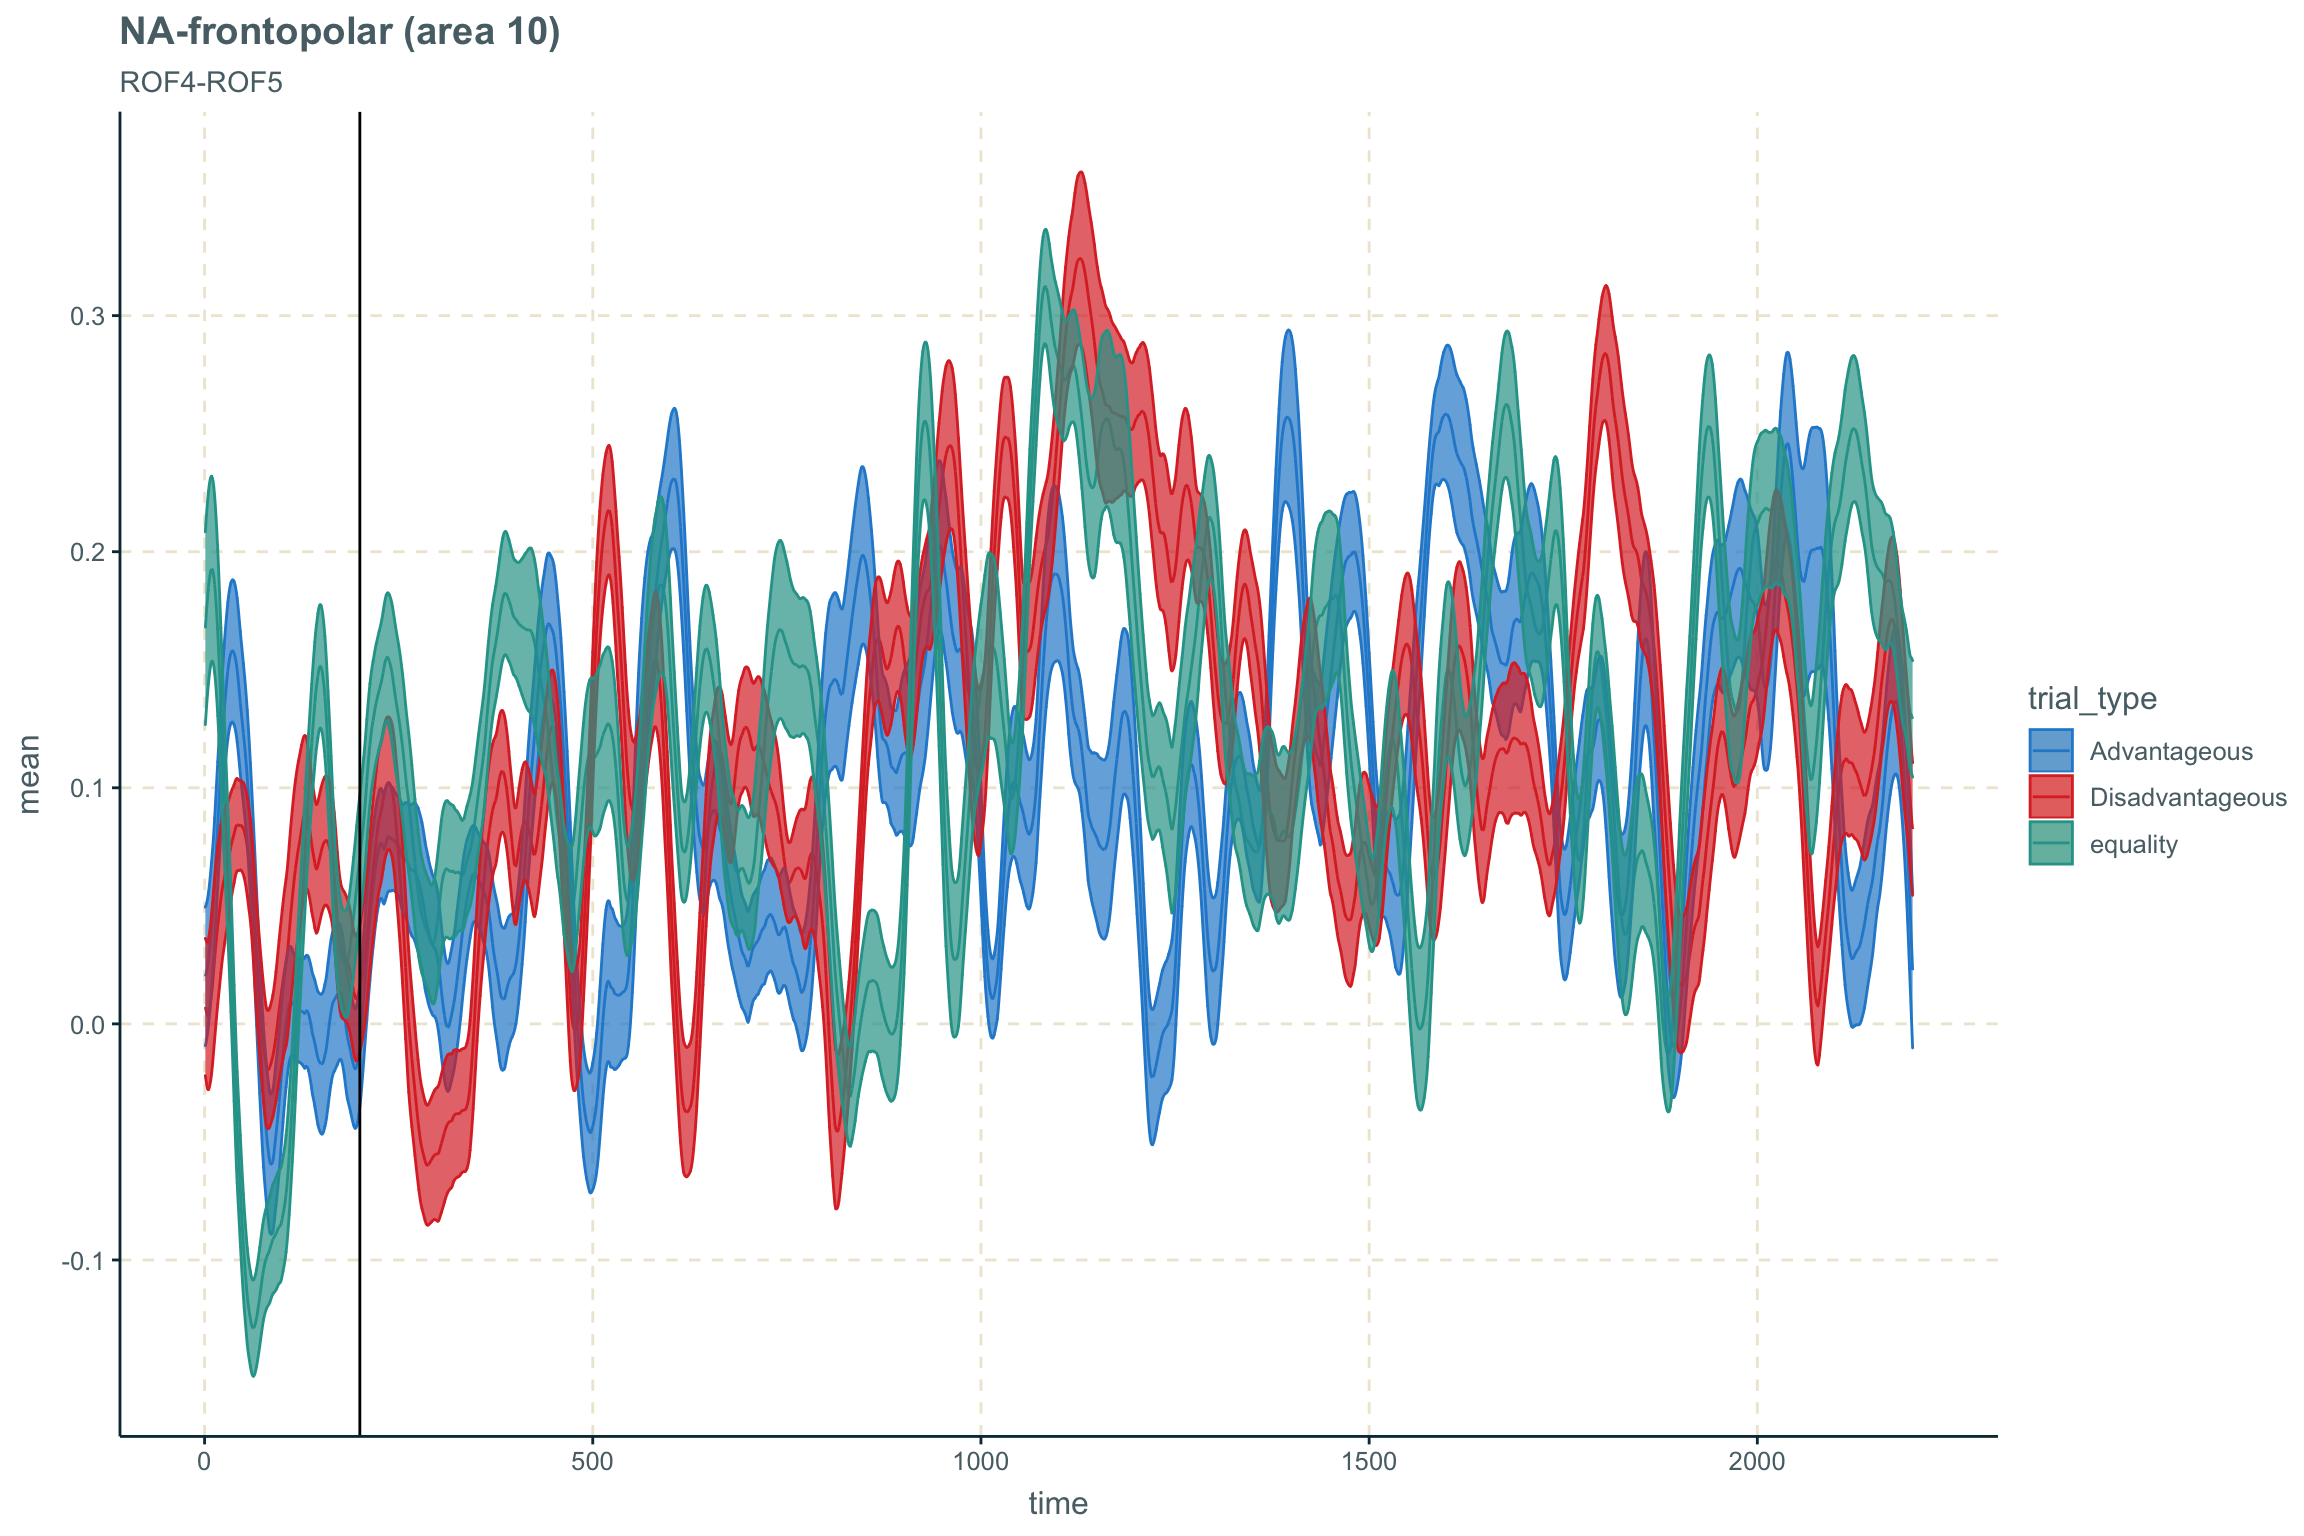 NA-frontopolar (area 10)
ROF4-ROF5
mean
0.3
0.2
0.1
0.0
-0.1
0
500
1000
1500
2000
time
trial_type
Advantageous
Disadvantageous
equality